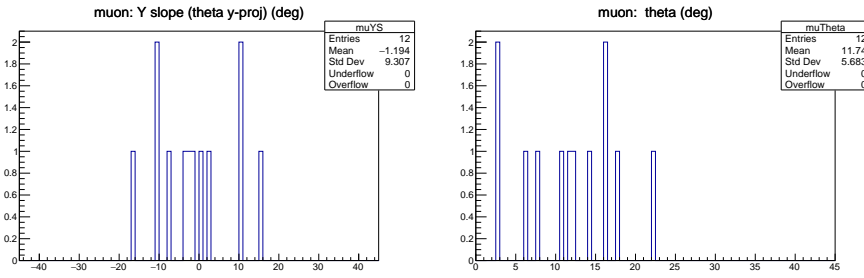 muon: Y slope (theta y-proj) (deg)
muYS
Entries 12
Mean −1.194
Std Dev 9.307
Underflow 0
Overflow 0
2
1.8
1.6
1.4
1.2
1
0.8
0.6
0.4
0.2
0
−40 −30 −20 −10 0 10 20 30 40
muon: theta (deg)
muTheta
Entries 12
Mean 11.74
Std Dev 5.683
Underflow 0
Overflow 0
2
1.8
1.6
1.4
1.2
1
0.8
0.6
0.4
0.2
0
0 5 10 15 20 25 30 35 40 45